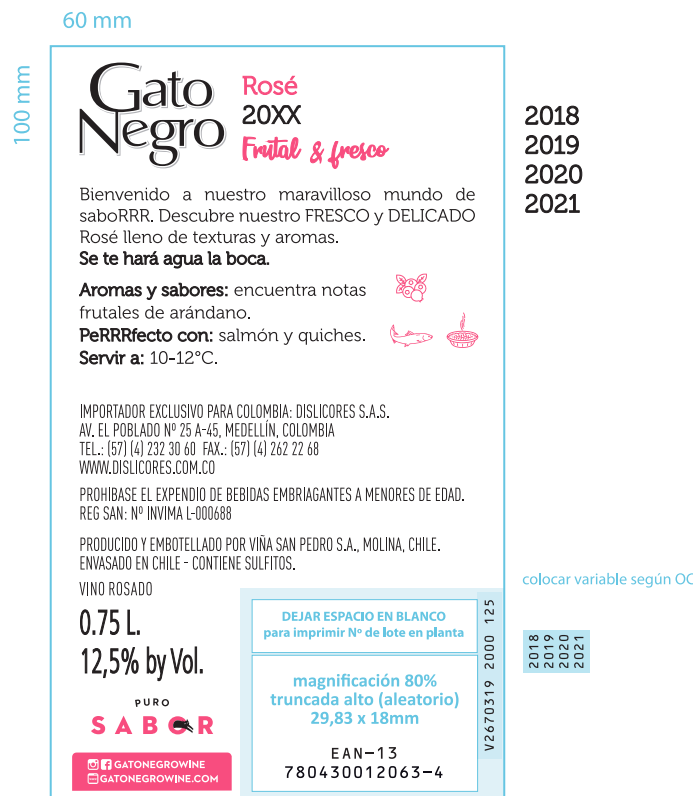 60 mm
100 mm
Gato
Negro
Rosé
20XX
Frutal & fresco
2018
2019
2020
2021
Bienvenido a nuestro maravilloso mundo de
saboRRR. Descubre nuestro FRESCO y DELICADO
Rosé lleno de texturas y aromas.
Se te hará agua la boca.
Aromas y sabores: encuentra notas
frutales de arándano.
PeRRRfecto con: salmón y quiches.
Servir a: 10-12°C.
IMPORTADOR EXCLUSIVO PARA COLOMBIA: DISLICORES S.A.S.
AV. EL POBLADO Nº 25 A-45, MEDELLÍN, COLOMBIA
TEL.: (57) (4) 232 30 60 FAX.: (57) (4) 262 22 68
WWW.DISLICORES.COM.CO
PROHIBASE EL EXPENDIO DE BEBIDAS EMBRIAGANTES A MENORES DE EDAD.
REG SAN: Nº INVIMA L-000688
PRODUCIDO Y EMBOTELLADO POR VIÑA SAN PEDRO S.A., MOLINA, CHILE.
ENVASADO EN CHILE - CONTIENE SULFITOS.
VINO ROSADO
0.75 L.
12,5% by Vol.
PURO
SABOR
GATONEGROWINE
GATONEGROWINE.COM
DEJAR ESPACIO EN BLANCO
para imprimir Nº de lote en planta
magnificación 80%
truncada alto (aleatorio)
29,83 x 18mm
EAN-13
780430012063-4
V2670319 2000 125
colocar variable según OC
2018
2019
2020
2021